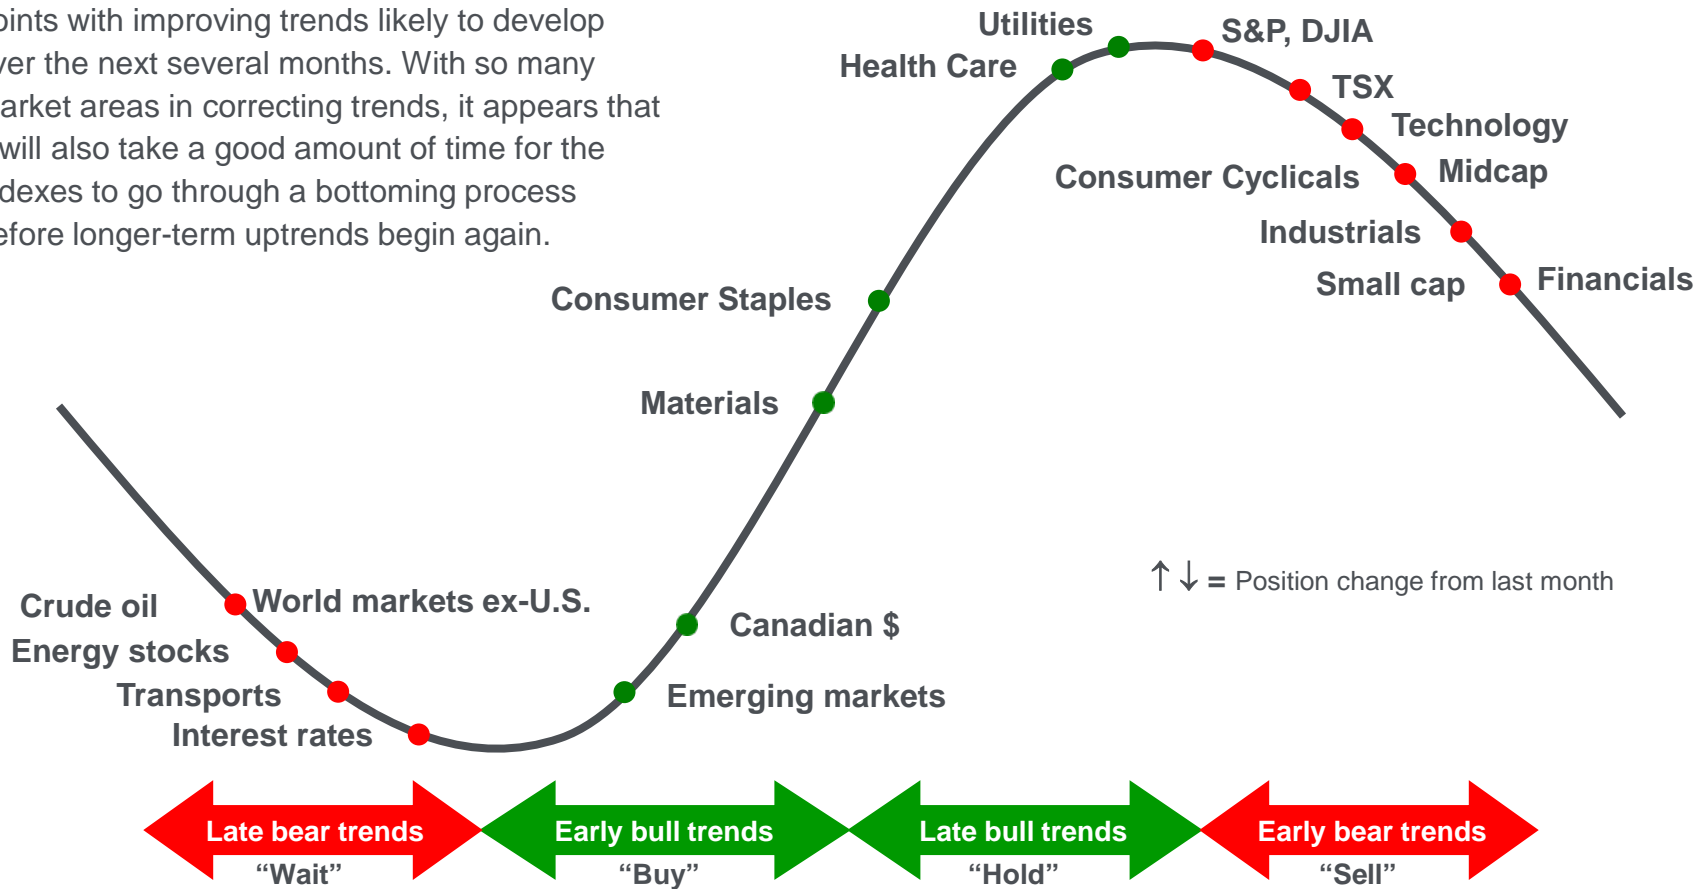 oints with improving trends likely to develop
ver the next several months. With so many
arket areas in correcting trends, it appears that
will also take a good amount of time for the
dexes to go through a bottoming process
efore longer-term uptrends begin again.
Utilities
S&P, DJIA
Health Care
TSX
Technology
Consumer Cyclicals
Midcap
Industrials
Small cap
Financials
Consumer Staples
Materials
↑ ↓ = Position change from last month
Crude oil
World markets ex-U.S.
Energy stocks
Canadian $
Transports
Emerging markets
Interest rates
Late bear trends
Early bull trends
Late bull trends
Early bear trends
“Wait”
“Buy”
“Hold”
“Sell”